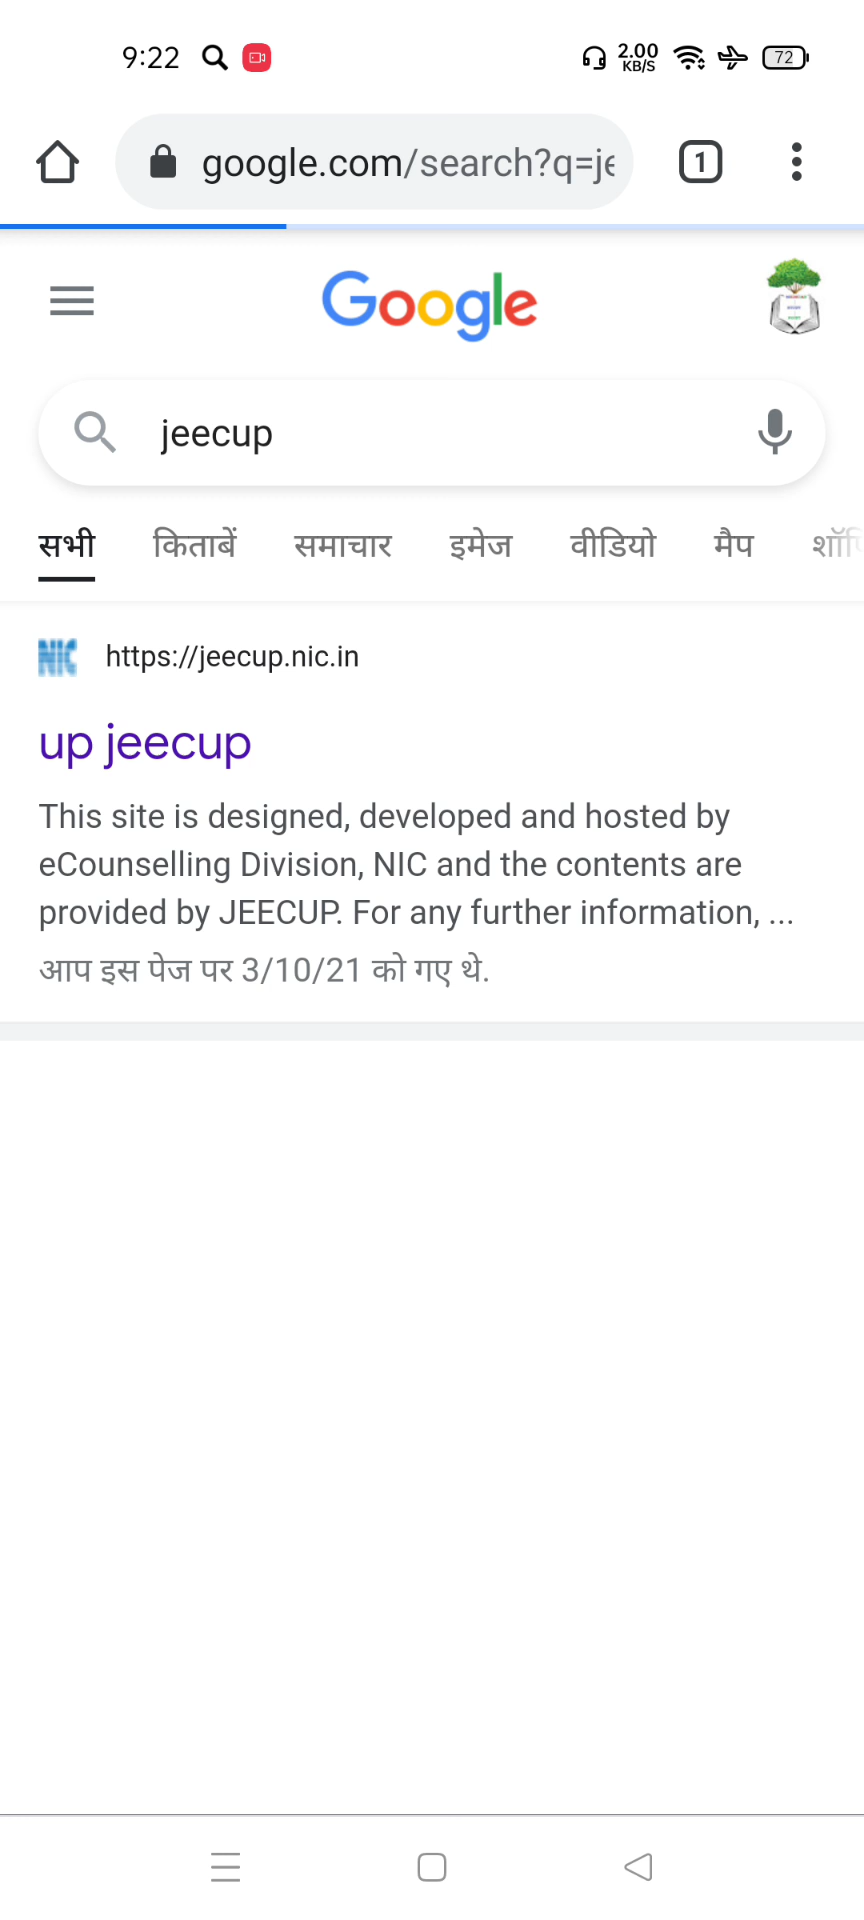 9:22 2.00 KB/S 72
google.com/search?q=je
1
Google
jeecup
सभी किताबें समाचार इमेज वीडियो मैप
NIC https://jeecup.nic.in
up jeecup
This site is designed, developed and hosted by
eCounselling Division, NIC and the contents are
provided by JEECUP. For any further information, ...
आप इस पेज पर 3/10/21 को गए थे.